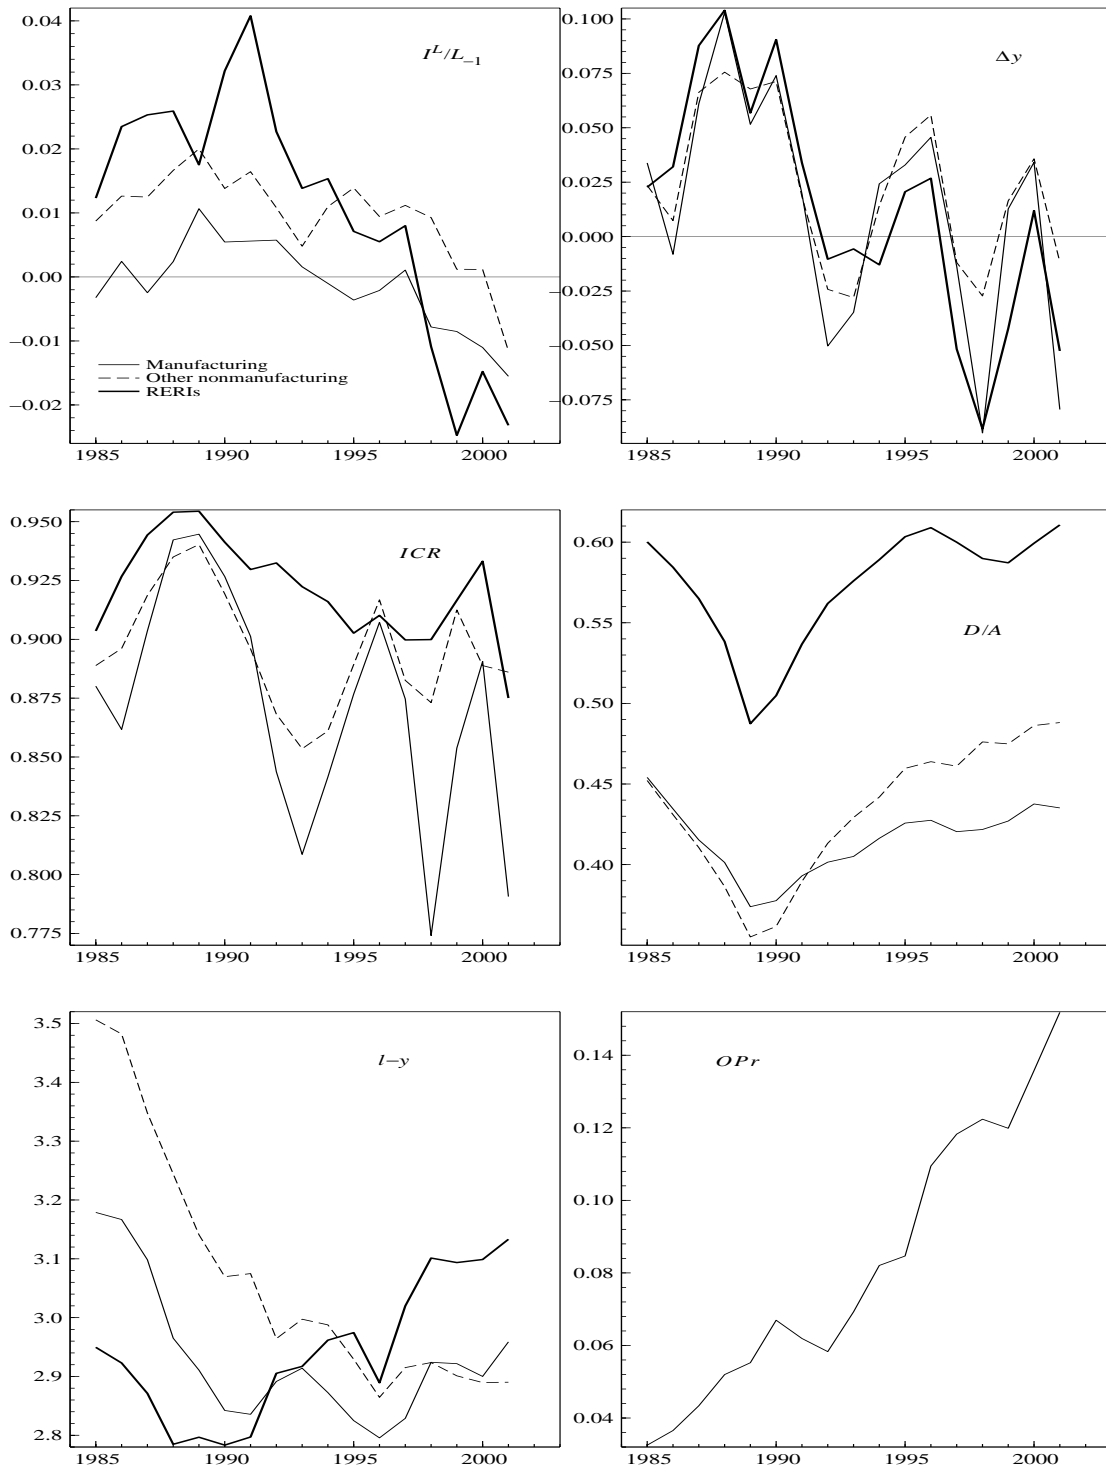 0.04
0.03
0.02
0.01
0.00
−0.01
−0.02
I^L/L_{−1}
Manufacturing
Other nonmanufacturing
RERIs
1985 1990 1995 2000
0.100
0.075
0.050
0.025
0.000
−0.025
−0.050
−0.075
Δy
1985 1990 1995 2000
0.950
0.925
0.900
0.875
0.850
0.825
0.800
0.775
ICR
1985 1990 1995 2000
0.60
0.55
0.50
0.45
0.40
D/A
1985 1990 1995 2000
3.5
3.4
3.3
3.2
3.1
3.0
2.9
2.8
l−y
1985 1990 1995 2000
0.14
0.12
0.10
0.08
0.06
0.04
OPr
1985 1990 1995 2000